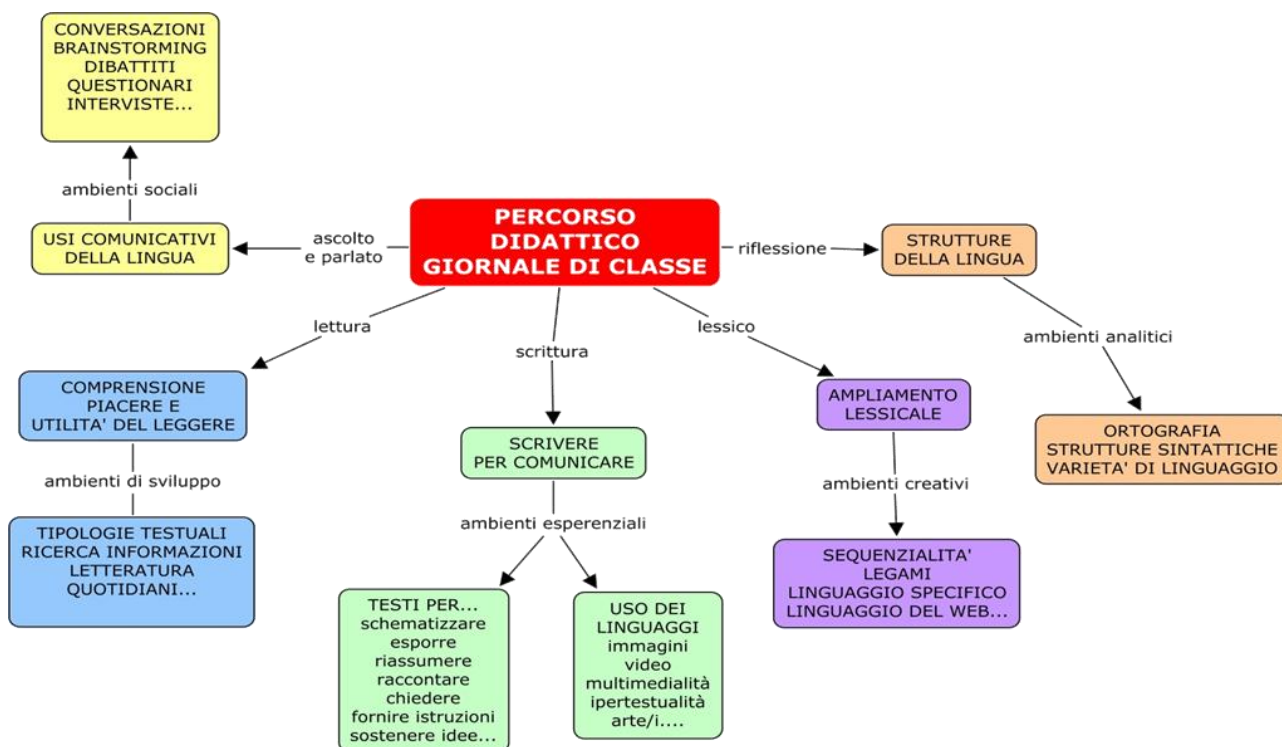 CONVERSAZIONI
BRAINSTORMING
DIBATTITI
QUESTIONARI
INTERVISTE...
ambienti sociali
USI COMUNICATIVI
DELLA LINGUA
ascolto
e parlato
PERCORSO
DIDATTICO
GIORNALE DI CLASSE
riflessione
STRUTTURE
DELLA LINGUA
ambienti analitici
ORTOGRAFIA
STRUTTURE SINTATTICHE
VARIETA' DI LINGUAGGIO
lettura
COMPRENSIONE
PIACERE E
UTILITA' DEL LEGGERE
ambienti di sviluppo
TIPOLOGIE TESTUALI
RICERCA INFORMAZIONI
LETTERATURA
QUOTIDIANI...
scrittura
SCRIVERE
PER COMUNICARE
ambienti esperenziali
TESTI PER...
schematizzare
esporre
riassumere
raccontare
chiedere
fornire istruzioni
sostenere idee...
USO DEI
LINGUAGGI
immagini
video
multimedialità
ipertestualità
arte/i....
lessico
AMPLIAMENTO
LESSICALE
ambienti creativi
SEQUENZIALITA'
LEGAMI
LINGUAGGIO SPECIFICO
LINGUAGGIO DEL WEB...